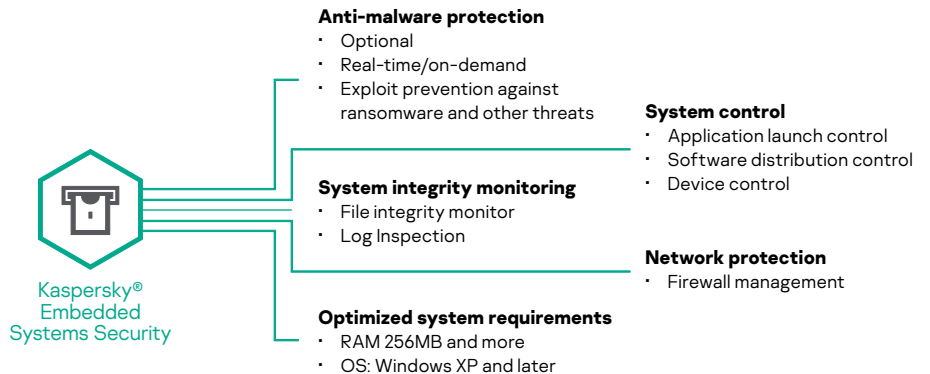 Anti-malware protection
· Optional
· Real-time/on-demand
· Exploit prevention against
ransomware and other threats
System control
· Application launch control
· Software distribution control
· Device control
System integrity monitoring
· File integrity monitor
· Log Inspection
Network protection
· Firewall management
Kaspersky®
Embedded
Systems Security
Optimized system requirements
· RAM 256MB and more
· OS: Windows XP and later